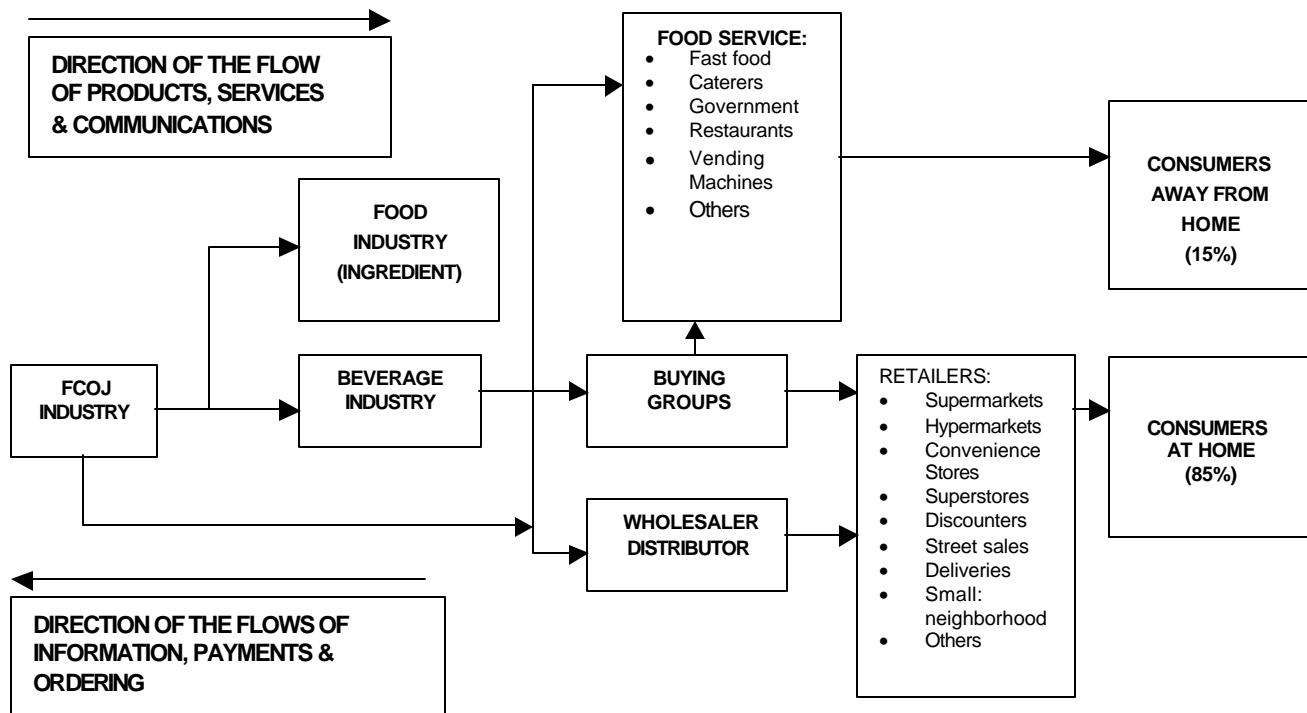 DIRECTION OF THE FLOW
OF PRODUCTS, SERVICES
& COMMUNICATIONS
FOOD SERVICE:
• Fast food
• Caterers
• Government
• Restaurants
• Vending
Machines
• Others
CONSUMERS
AWAY FROM
HOME
(15%)
FOOD
INDUSTRY
(INGREDIENT)
FCOJ
INDUSTRY
BEVERAGE
INDUSTRY
BUYING
GROUPS
WHOLESALER
DISTRIBUTOR
RETAILERS:
• Supermarkets
• Hypermarkets
• Convenience
Stores
• Superstores
• Discounters
• Street sales
• Deliveries
• Small:
neighborhood
• Others
CONSUMERS
AT HOME
(85%)
DIRECTION OF THE FLOWS OF
INFORMATION, PAYMENTS &
ORDERING